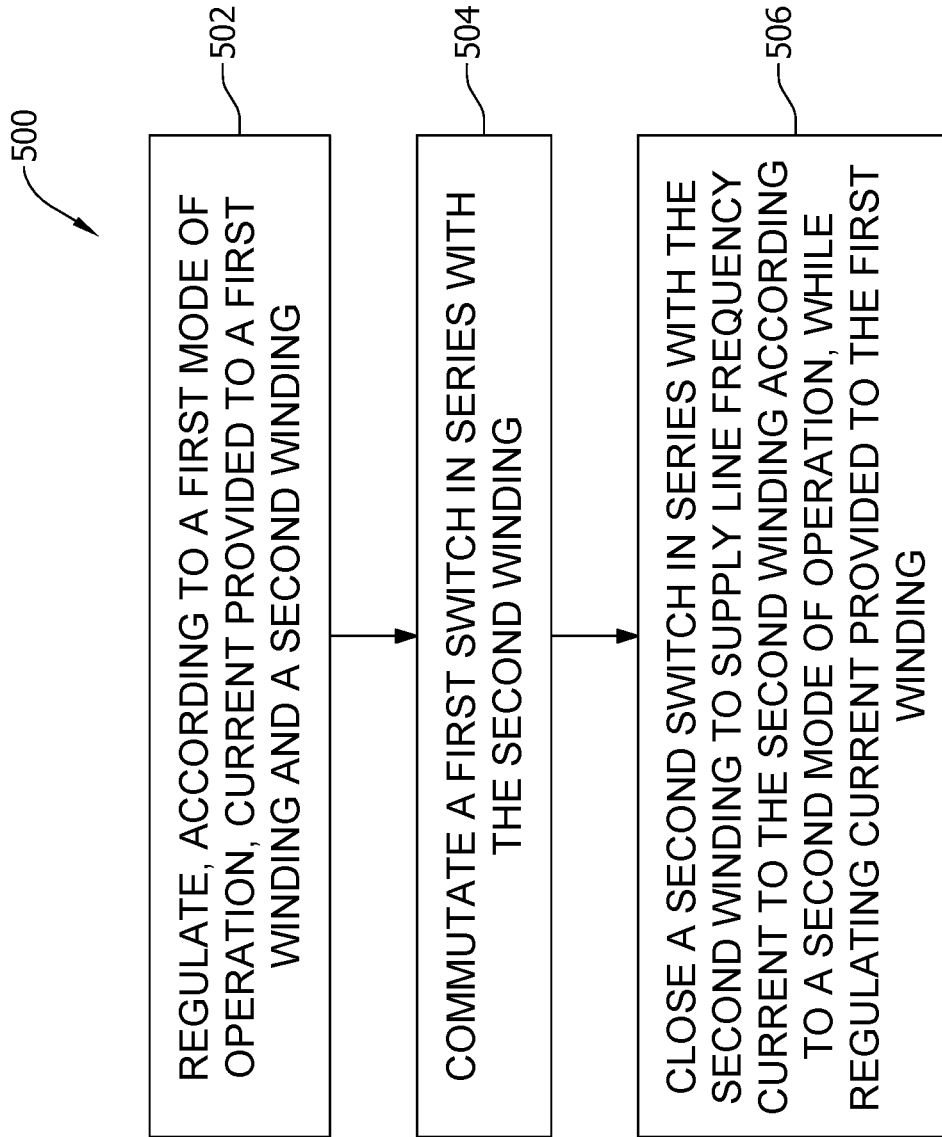 500
REGULATE, ACCORDING TO A FIRST MODE OF
OPERATION, CURRENT PROVIDED TO A FIRST
WINDING AND A SECOND WINDING
502
COMMUTATE A FIRST SWITCH IN SERIES WITH
THE SECOND WINDING
504
CLOSE A SECOND SWITCH IN SERIES WITH THE
SECOND WINDING TO SUPPLY LINE FREQUENCY
CURRENT TO THE SECOND WINDING ACCORDING
TO A SECOND MODE OF OPERATION, WHILE
REGULATING CURRENT PROVIDED TO THE FIRST
WINDING
506